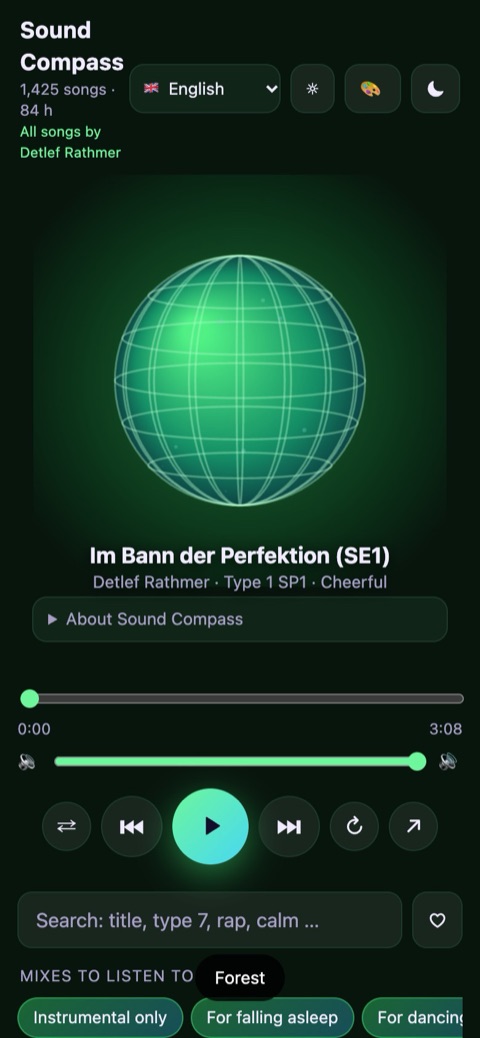 Sound
Compass
1,425 songs ·
84 h
All songs by
Detlef Rathmer
English
Im Bann der Perfektion (SE1)
Detlef Rathmer · Type 1 SP1 · Cheerful
About Sound Compass
0:00
3:08
Search: title, type 7, rap, calm ...
MIXES TO LISTEN TO
Forest
Instrumental only
For falling asleep
For dancing